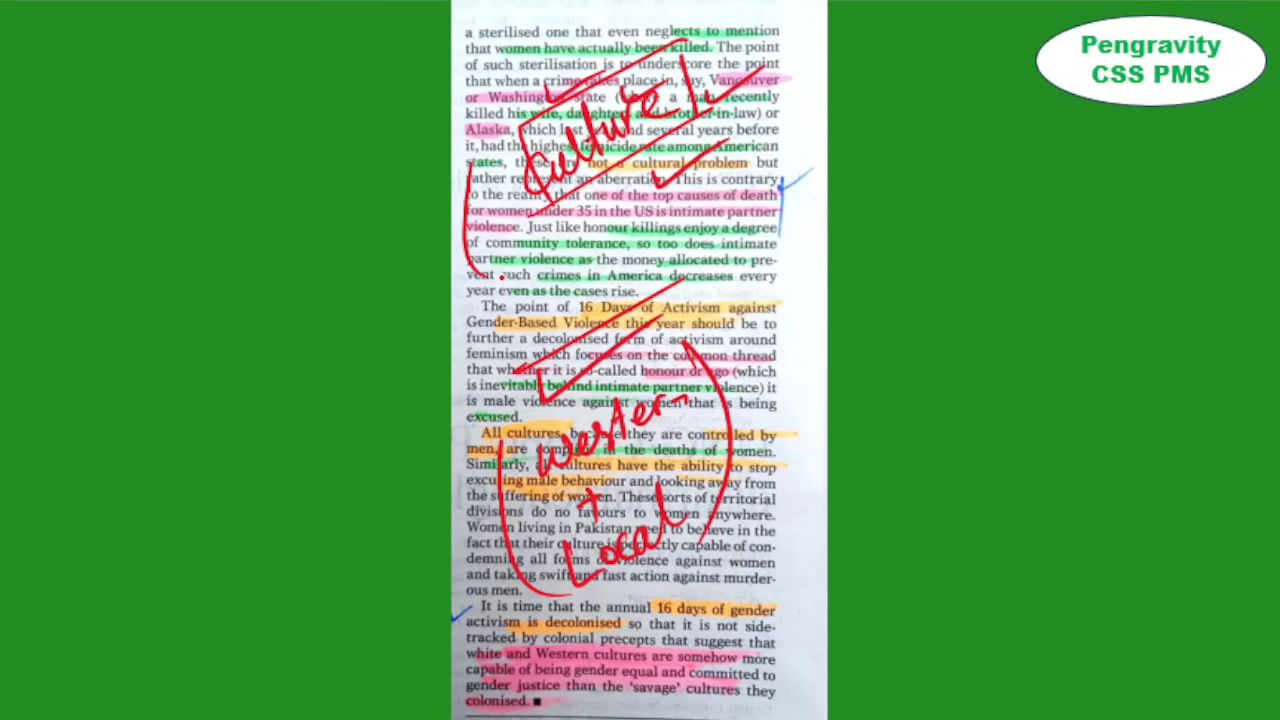 a sterilised one that even neglects to mention
that women have actually been killed. The point
of such sterilisation is to underscore the point
that when a crime takes place in, say, Vancouver
or Washington state (where a man recently
killed his wife, daughter and brother-in-law) or
Alaska, which last year and several years before
it, had the highest femicide rate among American
states, these are not a cultural problem but
rather represent an aberration. This is contrary
to the reality that one of the top causes of death
for women under 35 in the US is intimate partner
violence. Just like honour killings enjoy a degree
of community tolerance, so too does intimate
partner violence as the money allocated to pre-
vent such crimes in America decreases every
year even as the cases rise.
The point of 16 Days of Activism against
Gender-Based Violence this year should be to
further a decolonised form of activism around
feminism which focuses on the common thread
that whether it is so-called honour or ego (which
is inevitably behind intimate partner violence) it
is male violence against women that is being
excused.
All cultures, because they are controlled by
men, are complicit in the deaths of women.
Similarly, all cultures have the ability to stop
excusing male behaviour and looking away from
the suffering of women. These sorts of territorial
divisions do no favours to women anywhere.
Women living in Pakistan need to believe in the
fact that their culture is perfectly capable of con-
demning all forms of violence against women
and taking swift and fast action against murder-
ous men.
It is time that the annual 16 days of gender
activism is decolonised so that it is not side-
tracked by colonial precepts that suggest that
white and Western cultures are somehow more
capable of being gender equal and committed to
gender justice than the 'savage' cultures they
colonised. ■
Culture
Western
+
Local
Pengravity
CSS PMS